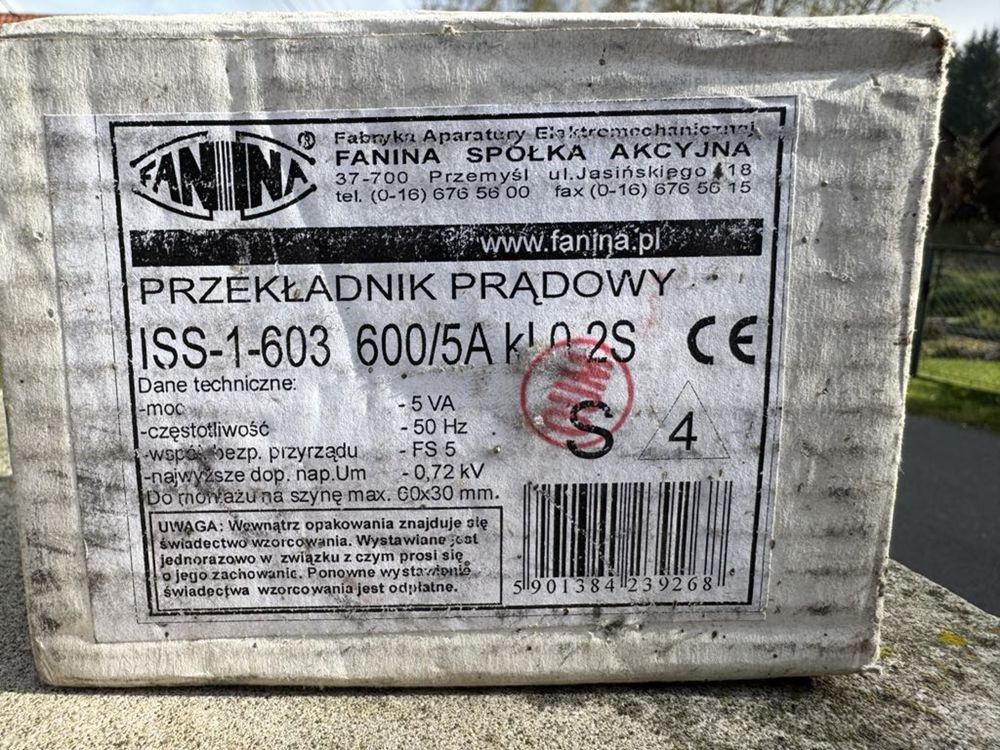 FANINA ®
Fabryka Aparatury Elektromechanicznej
FANINA SPÓŁKA AKCYJNA
37-700 Przemyśl ul.Jasińskiego 18
tel. (0-16) 676 56 00 fax (0-16) 676 56 15
www.fanina.pl
PRZEKŁADNIK PRĄDOWY
ISS-1-603 600/5A kl 0,2S
CE
Dane techniczne:
-moc - 5 VA
-częstotliwość - 50 Hz
-współ. bezp. przyrządu - FS 5
-najwyższe dop. nap.Um - 0,72 kV
Do montażu na szynę max. 60x30 mm.
S
4
UWAGA: Wewnątrz opakowania znajduje się
świadectwo wzorcowania. Wystawiane jest
jednorazowo w związku z czym prosi się
o jego zachowanie. Ponowne wystawienie
świadectwa wzorcowania jest odpłatne.
5 901384 239268